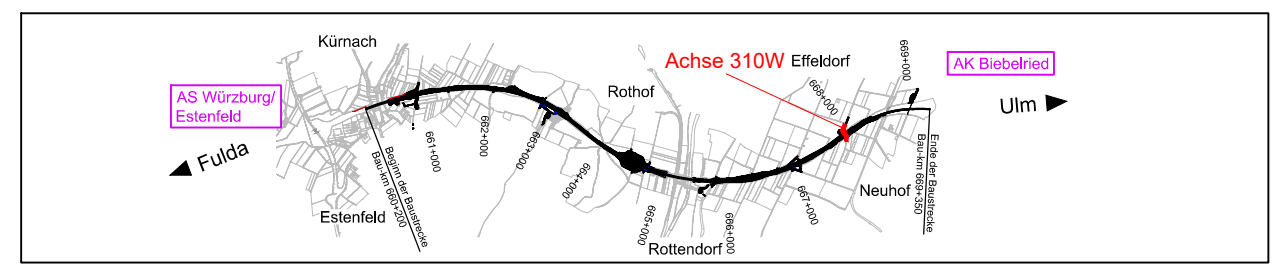 Kürnach
Achse 310W
Effeldorf
669+000
AK Biebelried
AS Würzburg/
Estenfeld
Rothof
668+000
Ulm
Fulda
661+000
662+000
663+000
664+000
Beginn der Baustrecke
Bau-km 660+200
Ende der Baustrecke
Bau-km 669+350
Neuhof
667+000
Estenfeld
665+000
666+000
Rottendorf